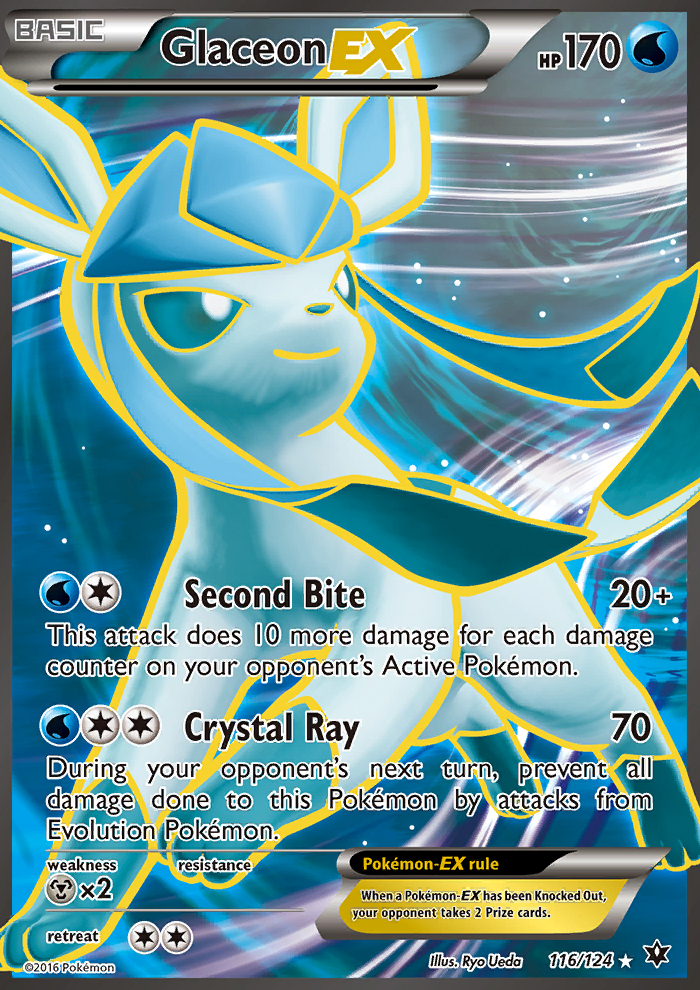 BASIC
Glaceon EX HP170
Second Bite 20+
This attack does 10 more damage for each damage
counter on your opponent's Active Pokémon.
Crystal Ray 70
During your opponent's next turn, prevent all
damage done to this Pokémon by attacks from
Evolution Pokémon.
weakness resistance
×2
Pokémon-EX rule
When a Pokémon-EX has been Knocked Out,
your opponent takes 2 Prize cards.
retreat
©2016 Pokémon
Illus. Ryo Ueda 116/124 ★